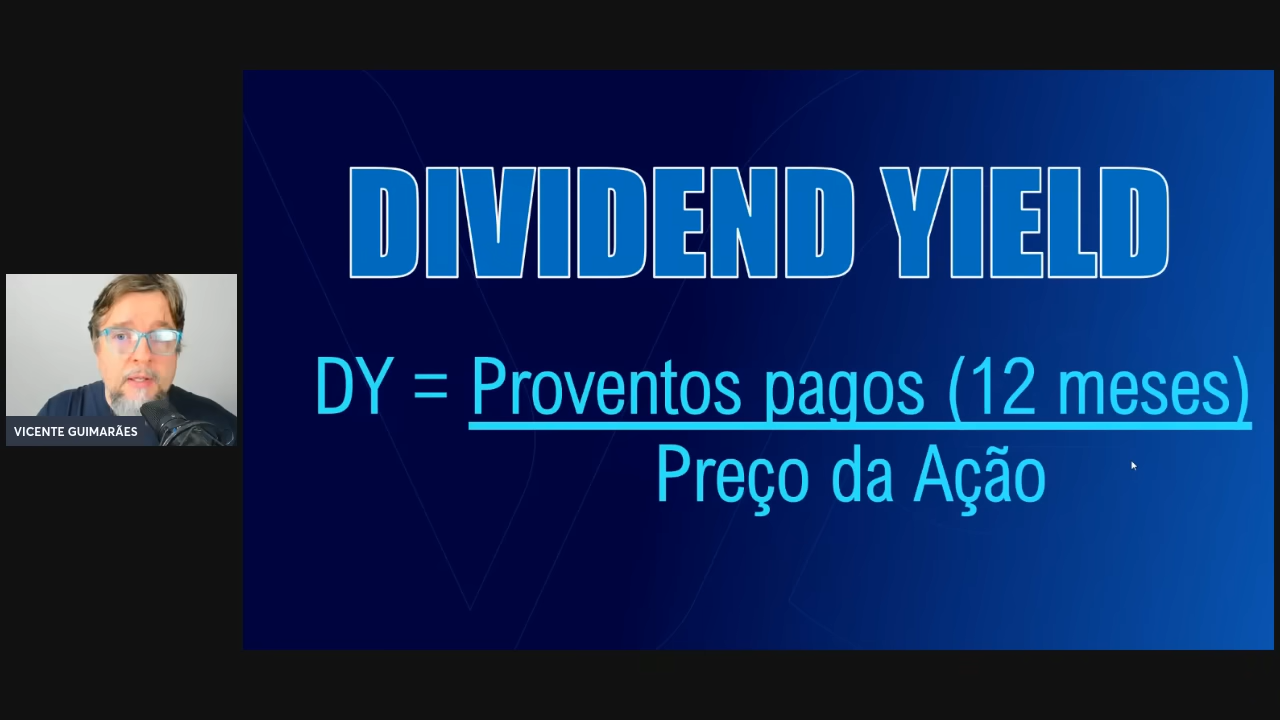 DIVIDEND YIELD
DY = Proventos pagos (12 meses)
Preço da Ação
VICENTE GUIMARÃES